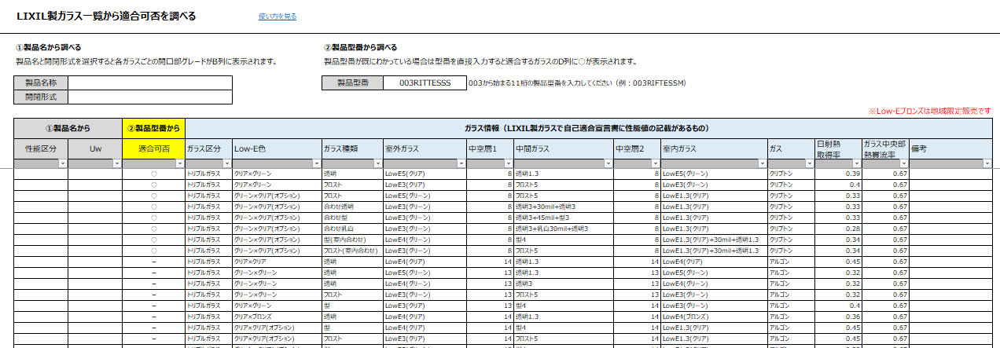 LIXIL製ガラス一覧から適合可否を調べる 使い方を見る
①製品名から調べる ②製品型番から調べる
製品名と開閉形式を選択すると各ガラスごとの開口部グレードがB列に表示されます。 製品型番が既にわかっている場合は型番を直接入力すると適合するガラスのD列に○が表示されます。
製品名称 製品型番 003RITTESSS 003から始まる11桁の製品型番を入力してください（例：003RIFTESSM）
開閉形式
※Low-Eブロンズは地域限定販売です
①製品名から ②製品型番から ガラス情報（LIXIL製ガラスで自己適合宣言書に性能値の記載があるもの）
性能区分 Uw 適合可否 ガラス区分 Low-E色 ガラス種類 室外ガラス 中空層1 中間ガラス 中空層2 室内ガラス ガス 日射熱取得率 ガラス中央部熱貫流率 備考
○ トリプルガラス クリア×グリーン 透明 LowE5(クリア) 8 透明1.3 8 LowE5(グリーン) クリプトン 0.39 0.67
○ トリプルガラス クリア×グリーン フロスト LowE3(クリア) 8 フロスト5 8 LowE3(グリーン) クリプトン 0.4 0.67
○ トリプルガラス グリーン×クリア(オプション) フロスト LowE5(グリーン) 8 フロスト5 8 LowE1.3(クリア) クリプトン 0.33 0.67
○ トリプルガラス グリーン×クリア(オプション) 合わせ透明 LowE3(グリーン) 8 透明3+30mil+透明3 8 LowE1.3(クリア) クリプトン 0.33 0.67
○ トリプルガラス グリーン×クリア(オプション) 合わせ型 LowE3(グリーン) 8 透明3+45mil+型3 8 LowE1.3(クリア) クリプトン 0.33 0.67
○ トリプルガラス グリーン×クリア(オプション) 合わせ乳白 LowE3(グリーン) 8 透明3+乳白30mil+透明3 8 LowE1.3(クリア) クリプトン 0.28 0.67
○ トリプルガラス グリーン×クリア(オプション) 型(室内合わせ) LowE4(グリーン) 8 型4 8 LowE1.3(クリア)+30mil+透明1.3 クリプトン 0.34 0.67
○ トリプルガラス グリーン×クリア(オプション) フロスト(室内合わせ) LowE3(グリーン) 8 フロスト5 8 LowE1.3(クリア)+30mil+透明1.3 クリプトン 0.34 0.67
− トリプルガラス クリア×クリア 透明 LowE4(クリア) 14 透明1.3 14 LowE4(クリア) アルゴン 0.45 0.67
− トリプルガラス グリーン×グリーン 透明 LowE5(グリーン) 13 透明1.3 13 LowE5(グリーン) アルゴン 0.32 0.67
− トリプルガラス グリーン×グリーン 透明 LowE4(グリーン) 13 透明3 13 LowE4(グリーン) アルゴン 0.32 0.67
− トリプルガラス グリーン×グリーン フロスト LowE3(グリーン) 13 フロスト5 13 LowE3(グリーン) アルゴン 0.32 0.67
− トリプルガラス クリア×グリーン 型 LowE3(クリア) 13 型4 13 LowE3(グリーン) アルゴン 0.4 0.67
− トリプルガラス クリア×ブロンズ 透明 LowE4(クリア) 14 透明1.3 14 LowE4(ブロンズ) アルゴン 0.36 0.67
− トリプルガラス クリア×クリア(オプション) 型 LowE4(クリア) 14 型4 14 LowE1.3(クリア) アルゴン 0.45 0.67
− トリプルガラス クリア×クリア(オプション) フロスト LowE3(クリア) 14 フロスト5 14 LowE1.3(クリア) アルゴン 0.45 0.67